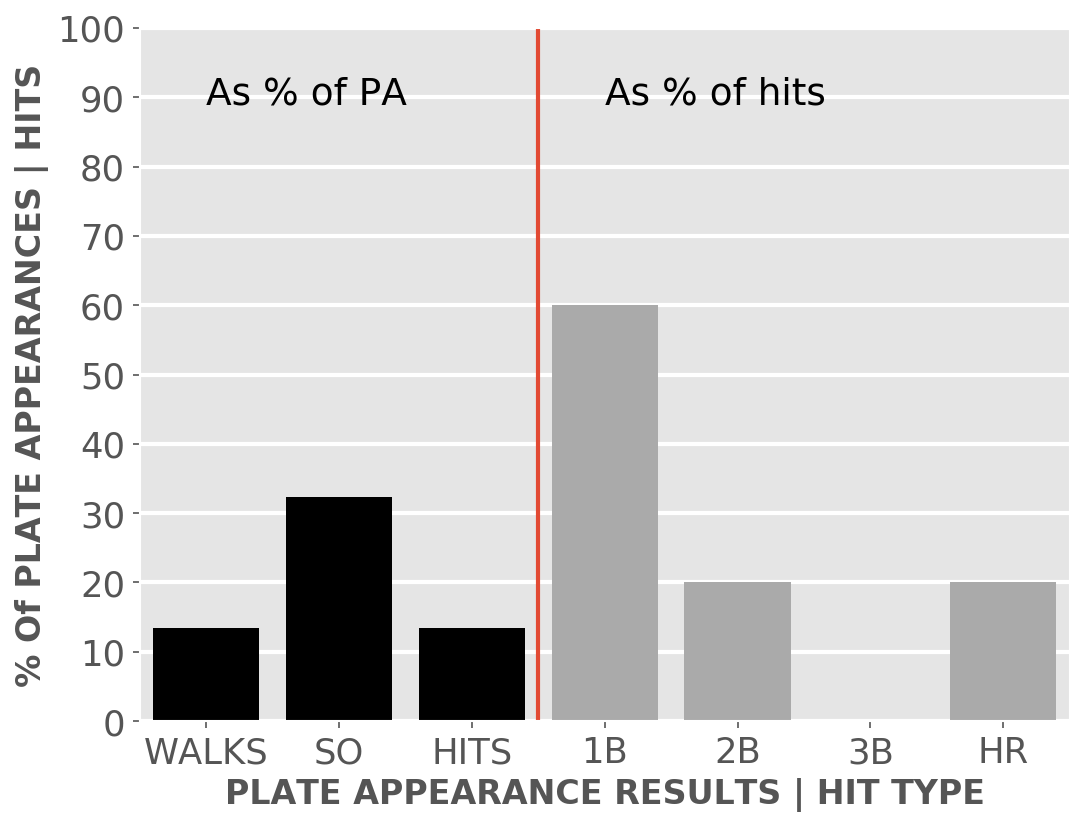 100
90
80
70
60
50
40
30
20
10
0
% Of PLATE APPEARANCES | HITS
As % of PA
As % of hits
WALKS SO HITS 1B 2B 3B HR
PLATE APPEARANCE RESULTS | HIT TYPE